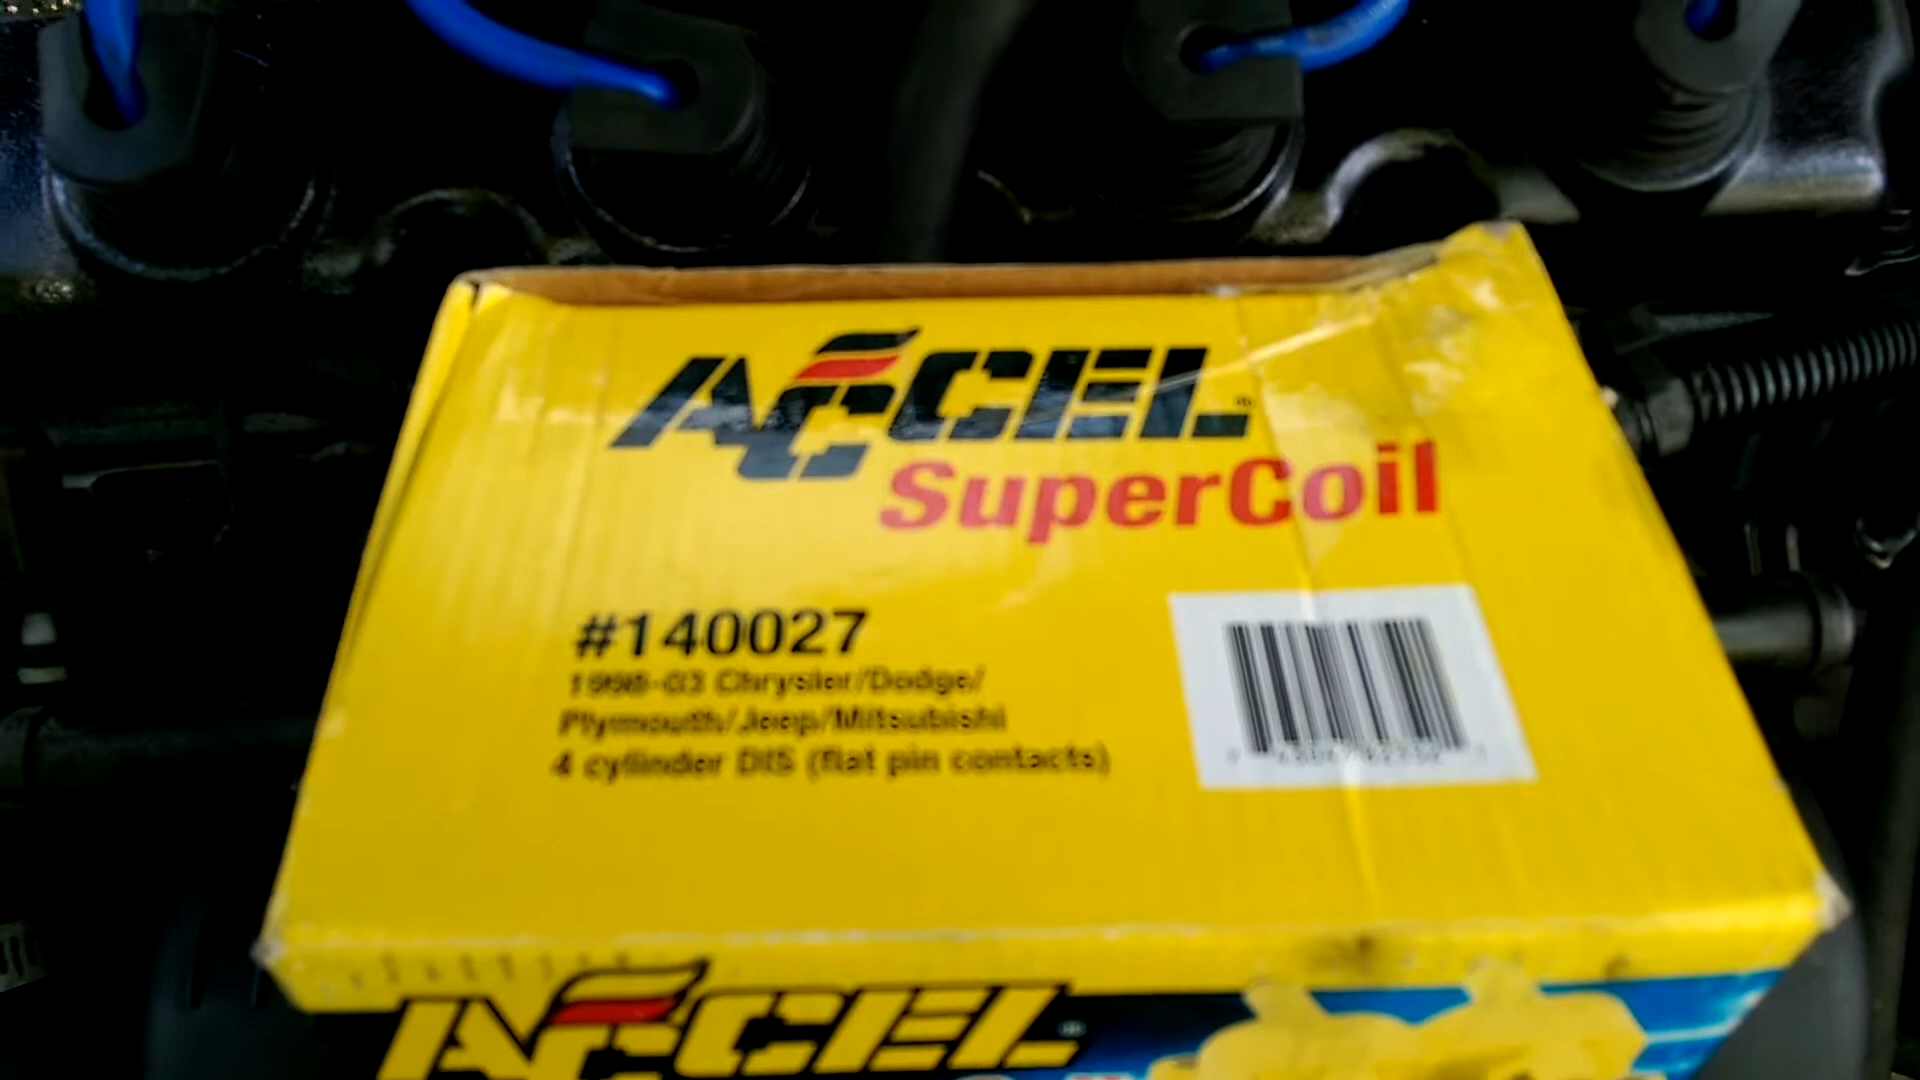 ACCEL
SuperCoil
#140027
1998-03 Chrysler/Dodge/
Plymouth/Jeep/Mitsubishi
4 cylinder DIS (flat pin contacts)
ACCEL